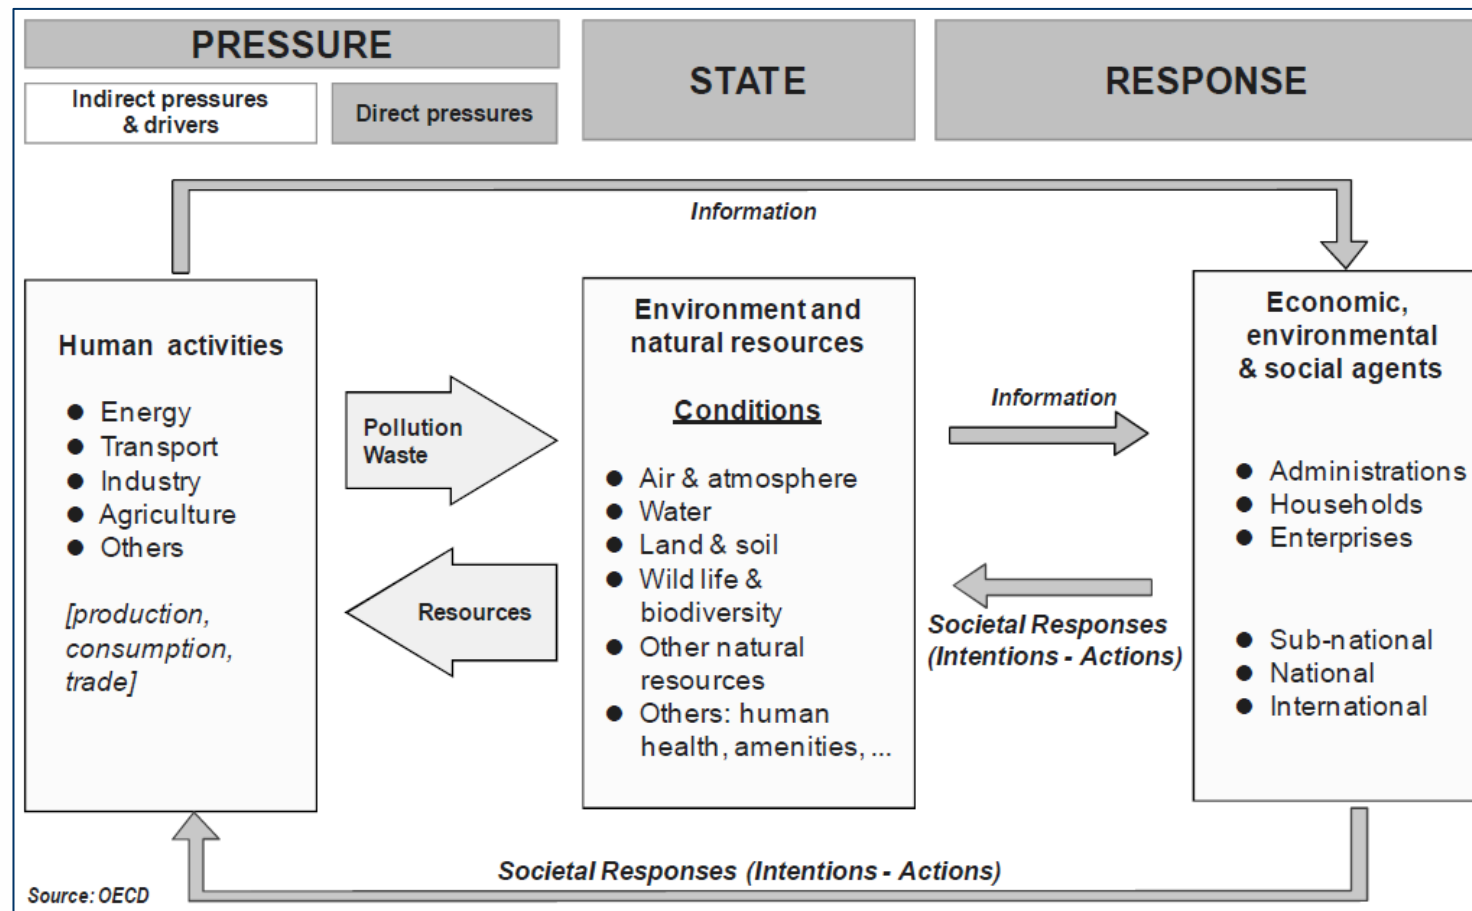 PRESSURE
Indirect pressures
& drivers
Direct pressures
STATE
RESPONSE
Information
Human activities
● Energy
● Transport
● Industry
● Agriculture
● Others
[production,
consumption,
trade]
Pollution
Waste
Resources
Environment and
natural resources
Conditions
● Air & atmosphere
● Water
● Land & soil
● Wild life &
biodiversity
● Other natural
resources
● Others: human
health, amenities, ...
Information
Societal Responses
(Intentions - Actions)
Economic,
environmental
& social agents
● Administrations
● Households
● Enterprises
● Sub-national
● National
● International
Societal Responses (Intentions - Actions)
Source: OECD